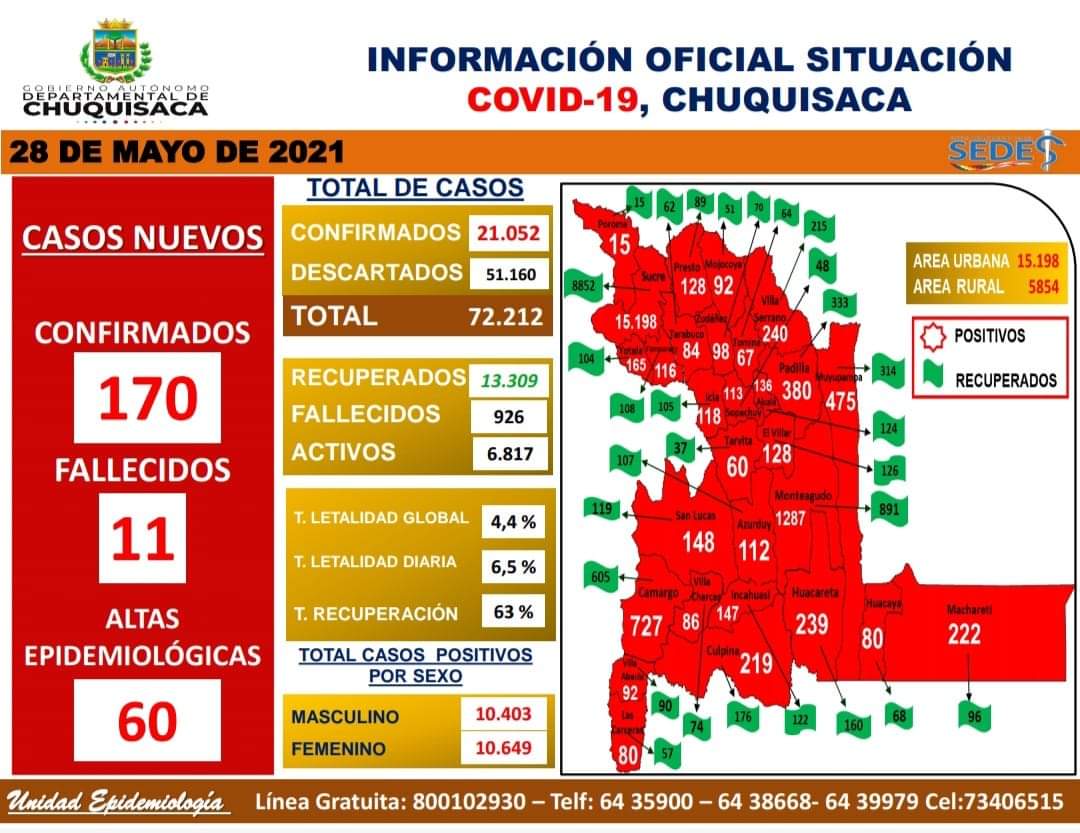 GOBIERNO AUTÓNOMO
DEPARTAMENTAL DE
CHUQUISACA
INFORMACIÓN OFICIAL SITUACIÓN
COVID-19, CHUQUISACA
28 DE MAYO DE 2021
SEDES
CASOS NUEVOS
CONFIRMADOS
170
FALLECIDOS
11
ALTAS
EPIDEMIOLÓGICAS
60
TOTAL DE CASOS
CONFIRMADOS 21.052
DESCARTADOS 51.160
TOTAL 72.212
RECUPERADOS 13.309
FALLECIDOS 926
ACTIVOS 6.817
T. LETALIDAD GLOBAL 4,4 %
T. LETALIDAD DIARIA 6,5 %
T. RECUPERACIÓN 63 %
TOTAL CASOS POSITIVOS
POR SEXO
MASCULINO 10.403
FEMENINO 10.649
15 62 89 51 70 64 215
48
333
8852
104
108
105
37
107
119
605
314
124
126
891
90
57
74
176
122
160
68
96
Poroma
15
Sucre
15.198
Presto
128
Mojocoya
92
Villa
Serrano
240
Zudáñez
98
Tarabuco
84
Tomina
67
Padilla
380
Muyupampa
475
Yotala
165
116
Icla
118
113
Sopachuy
136
Alcalá
El Villar
128
Tarvita
60
Monteagudo
1287
San Lucas
148
Azurduy
112
Camargo
727
Villa
Charcas
86
Incahuasi
147
Huacareta
239
Huacaya
80
Machareti
222
Culpina
219
Villa
Abecia
92
Las
Carreras
80
AREA URBANA 15.198
AREA RURAL 5854
POSITIVOS
RECUPERADOS
Unidad Epidemiología
Línea Gratuita: 800102930 – Telf: 64 35900 – 64 38668- 64 39979 Cel:73406515